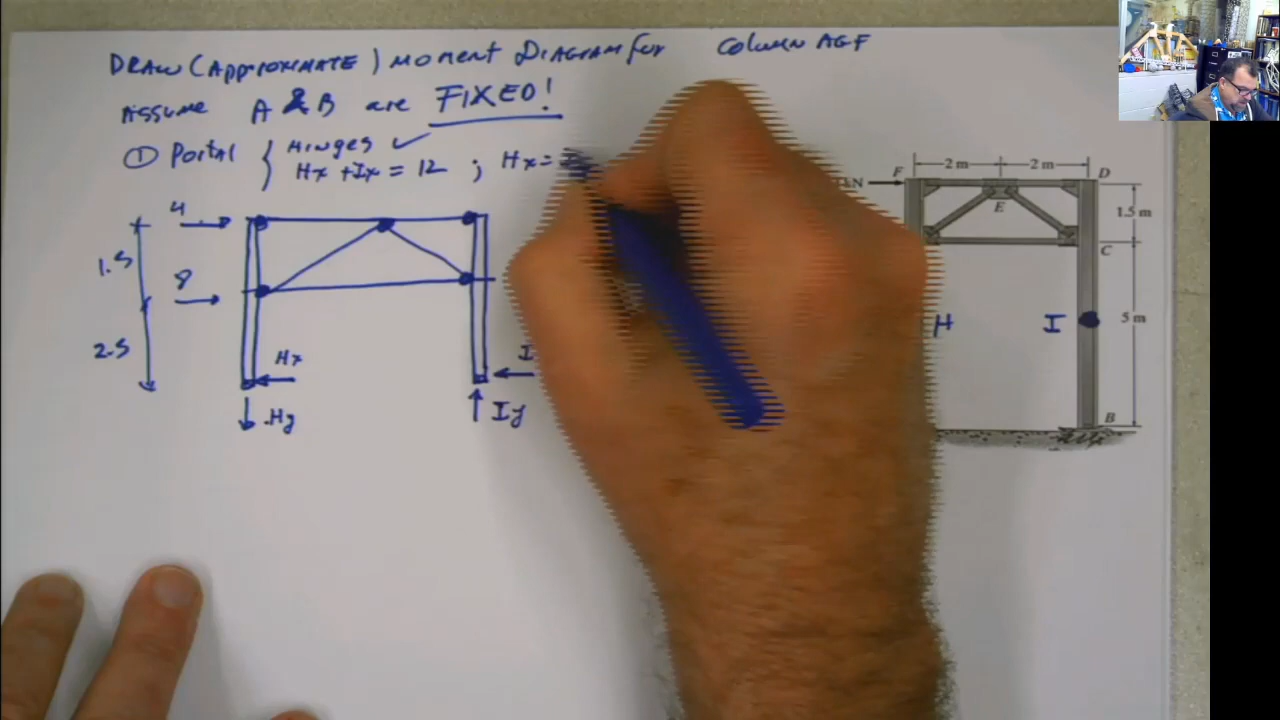 DRAW (APPROXIMATE) MOMENT DIAGRAM for COLUMN AGF
ASSUME A & B are FIXED!
① Portal { HINGES ✓
Hx + Ix = 12 ; Hx =
4
1.5
8
2.5
Hx
Hy
Iy
F 2 m 2 m D
N
E
1.5 m
C
H I 5 m
B